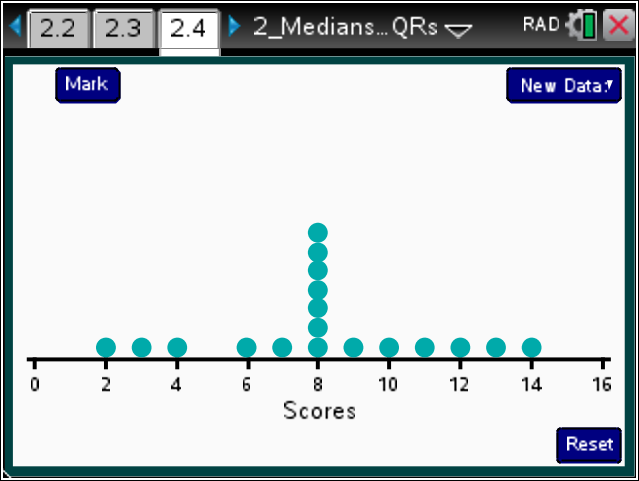 2.2 2.3 2.4 2_Medians...QRs RAD
Mark New Data:
0 2 4 6 8 10 12 14 16
Scores
Reset